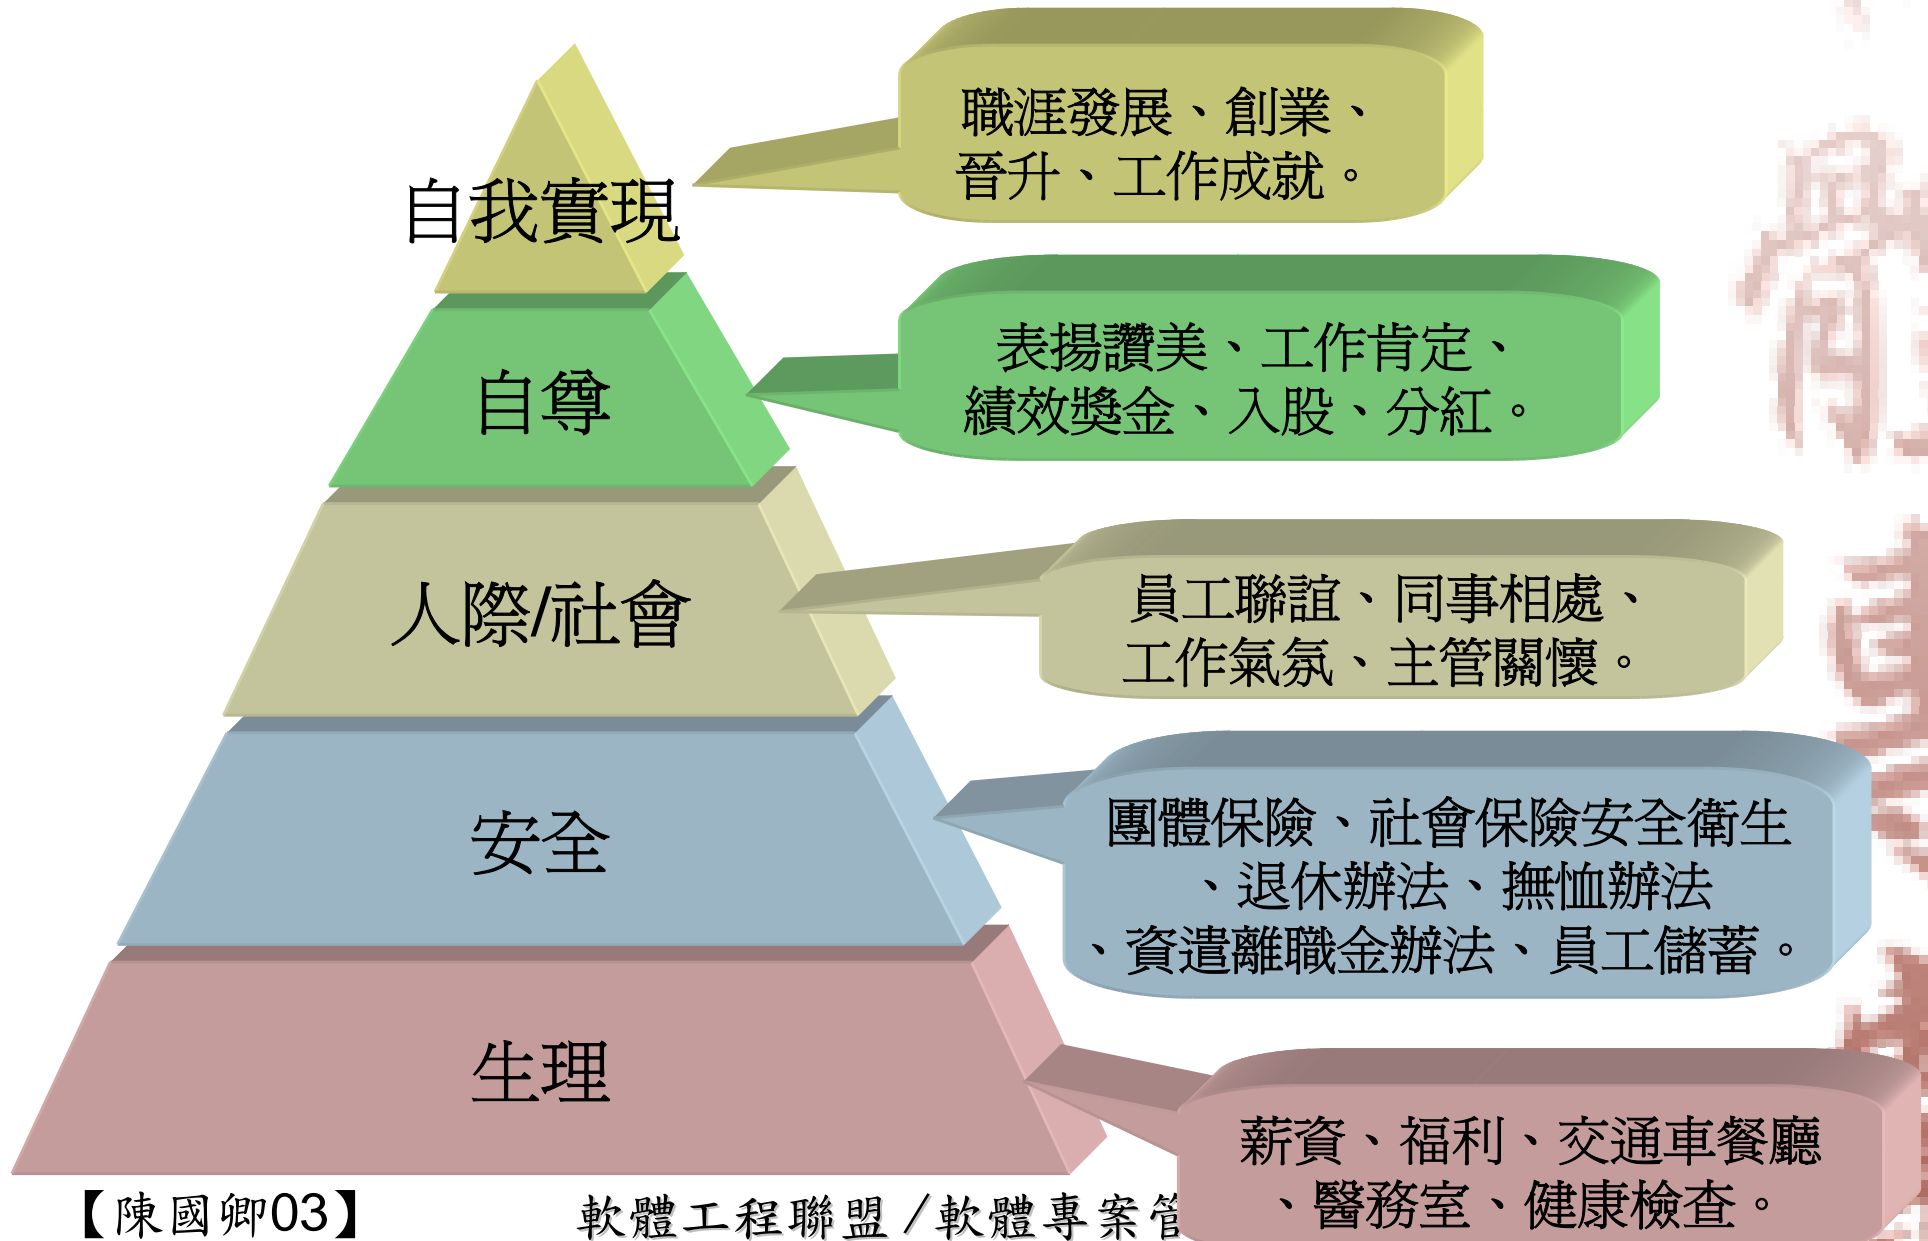 自我實現
職涯發展、創業、
晉升、工作成就。
自尊
表揚讚美、工作肯定、
績效獎金、入股、分紅。
人際/社會
員工聯誼、同事相處、
工作氣氛、主管關懷。
安全
團體保險、社會保險安全衛生
、退休辦法、撫恤辦法
、資遣離職金辦法、員工儲蓄。
生理
薪資、福利、交通車餐廳
、醫務室、健康檢查。
【陳國卿03】
軟體工程聯盟/軟體專案管